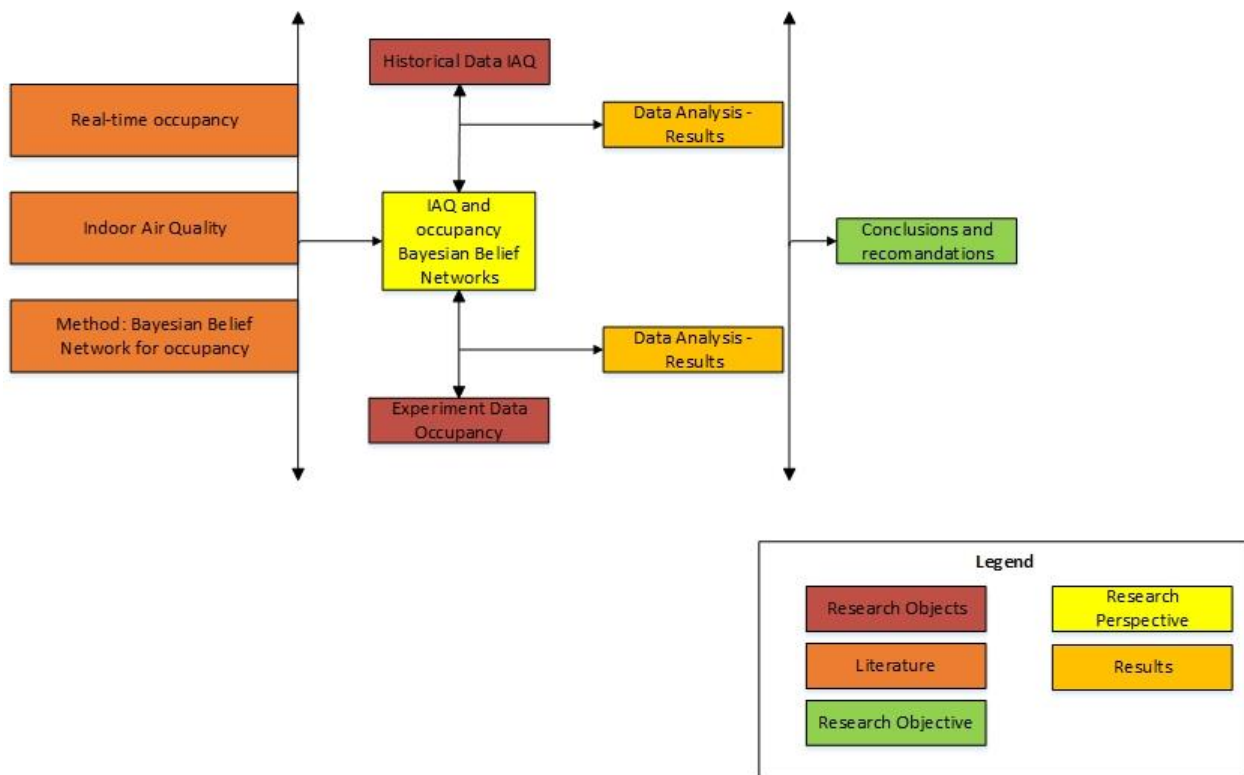 Real-time occupancy
Indoor Air Quality
Method: Bayesian Belief
Network for occupancy
Historical Data IAQ
IAQ and
occupancy
Bayesian Belief
Networks
Experiment Data
Occupancy
Data Analysis -
Results
Data Analysis -
Results
Conclusions and
recomandations
Legend
Research Objects
Research
Perspective
Literature
Results
Research Objective